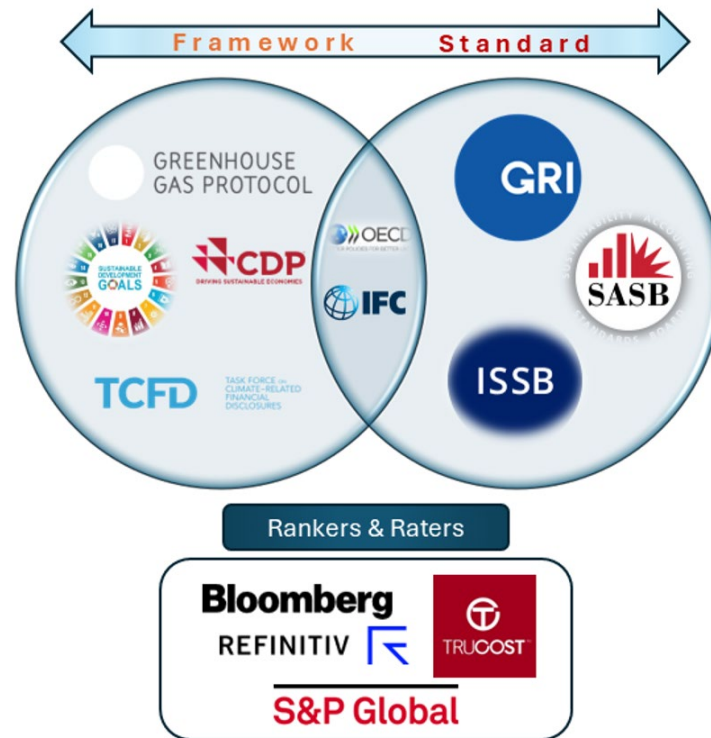 Framework Standard
GREENHOUSE
GAS PROTOCOL
GRI
SUSTAINABLE
DEVELOPMENT
GOALS
CDP
DRIVING SUSTAINABLE ECONOMIES
OECD
IFC
SASB
TCFD
TASK FORCE on
CLIMATE-RELATED
FINANCIAL
DISCLOSURES
ISSB
Rankers & Raters
Bloomberg
REFINITIV
TRUCOST
S&P Global